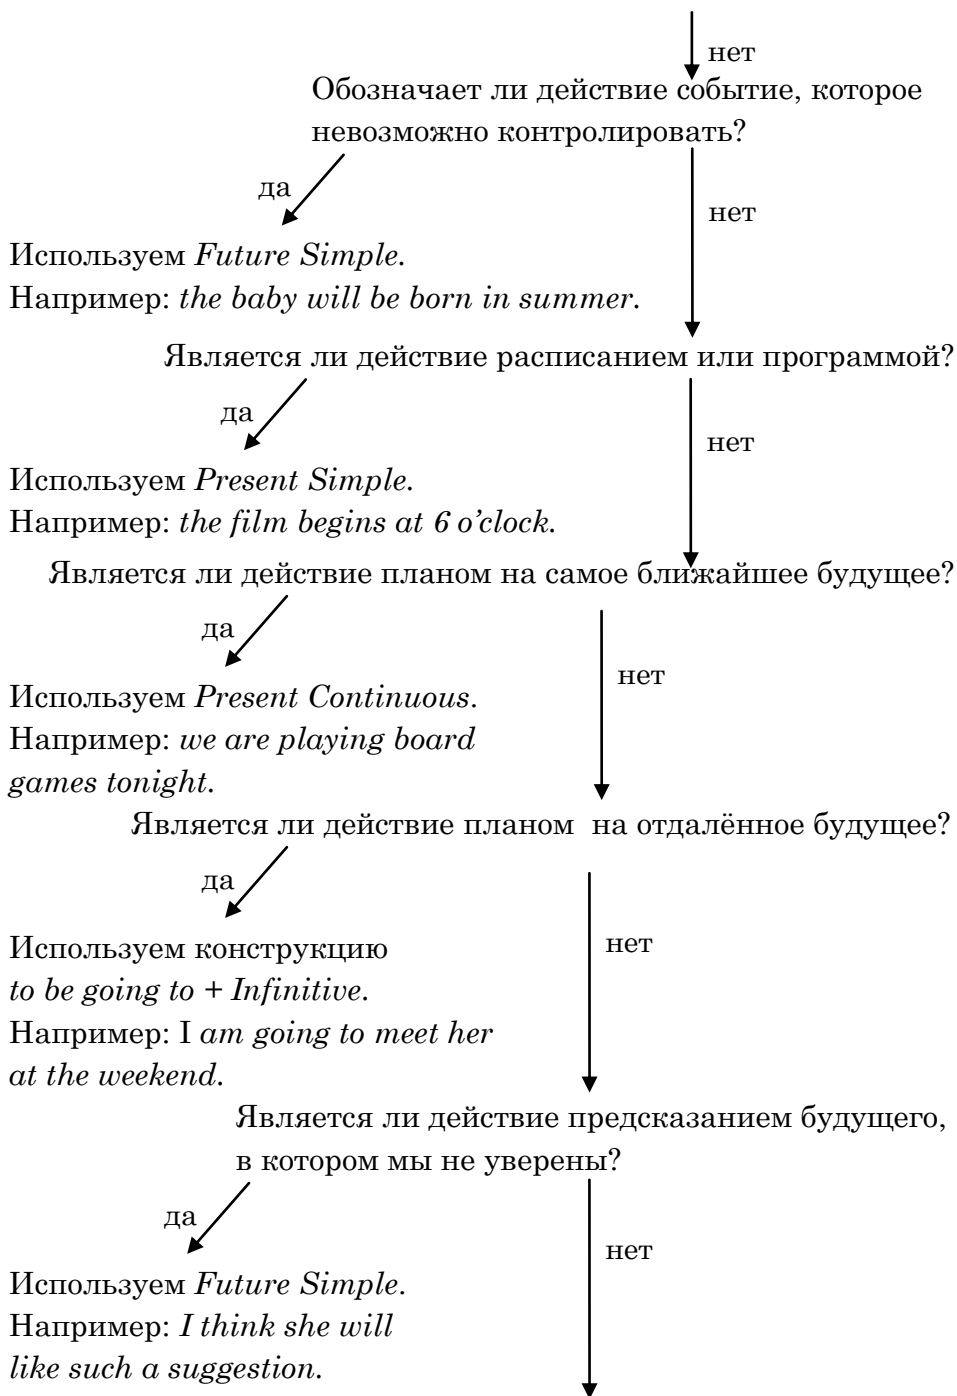 нет
Обозначает ли действие событие, которое
невозможно контролировать?
да
нет
Используем Future Simple.
Например: the baby will be born in summer.
Является ли действие расписанием или программой?
да
нет
Используем Present Simple.
Например: the film begins at 6 o’clock.
Является ли действие планом на самое ближайшее будущее?
да
нет
Используем Present Continuous.
Например: we are playing board
games tonight.
Является ли действие планом на отдалённое будущее?
да
нет
Используем конструкцию
to be going to + Infinitive.
Например: I am going to meet her
at the weekend.
Является ли действие предсказанием будущего,
в котором мы не уверены?
да
нет
Используем Future Simple.
Например: I think she will
like such a suggestion.